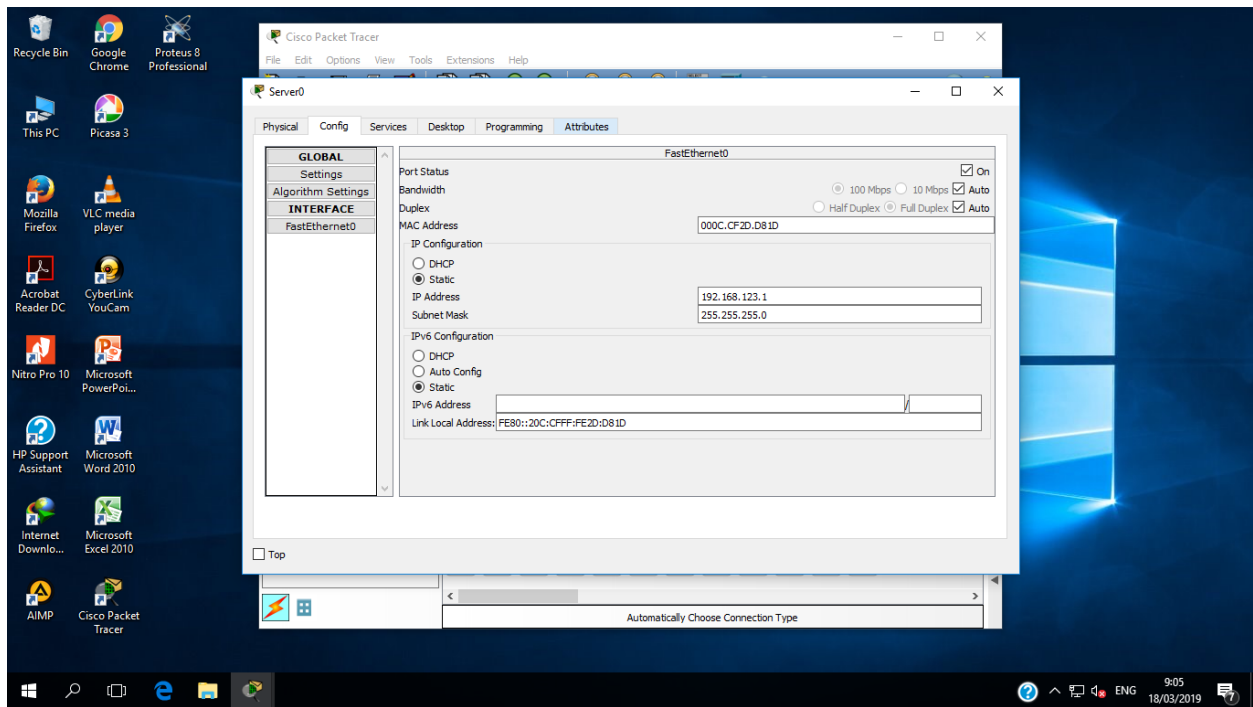 Recycle Bin
Google
Chrome
Proteus 8
Professional
This PC
Picasa 3
Mozilla
Firefox
VLC media
player
Acrobat
Reader DC
CyberLink
YouCam
Nitro Pro 10
Microsoft
PowerPoi...
HP Support
Assistant
Microsoft
Word 2010
Internet
Downlo...
Microsoft
Excel 2010
AIMP
Cisco Packet
Tracer
Cisco Packet Tracer
File Edit Options View Tools Extensions Help
Server0
Physical Config Services Desktop Programming Attributes
GLOBAL
Settings
Algorithm Settings
INTERFACE
FastEthernet0
FastEthernet0
Port Status On
Bandwidth 100 Mbps 10 Mbps Auto
Duplex Half Duplex Full Duplex Auto
MAC Address 000C.CF2D.D81D
IP Configuration
DHCP
Static
IP Address 192.168.123.1
Subnet Mask 255.255.255.0
IPv6 Configuration
DHCP
Auto Config
Static
IPv6 Address /
Link Local Address: FE80::20C:CFFF:FE2D:D81D
Top
Automatically Choose Connection Type
ENG
9:05
18/03/2019
7